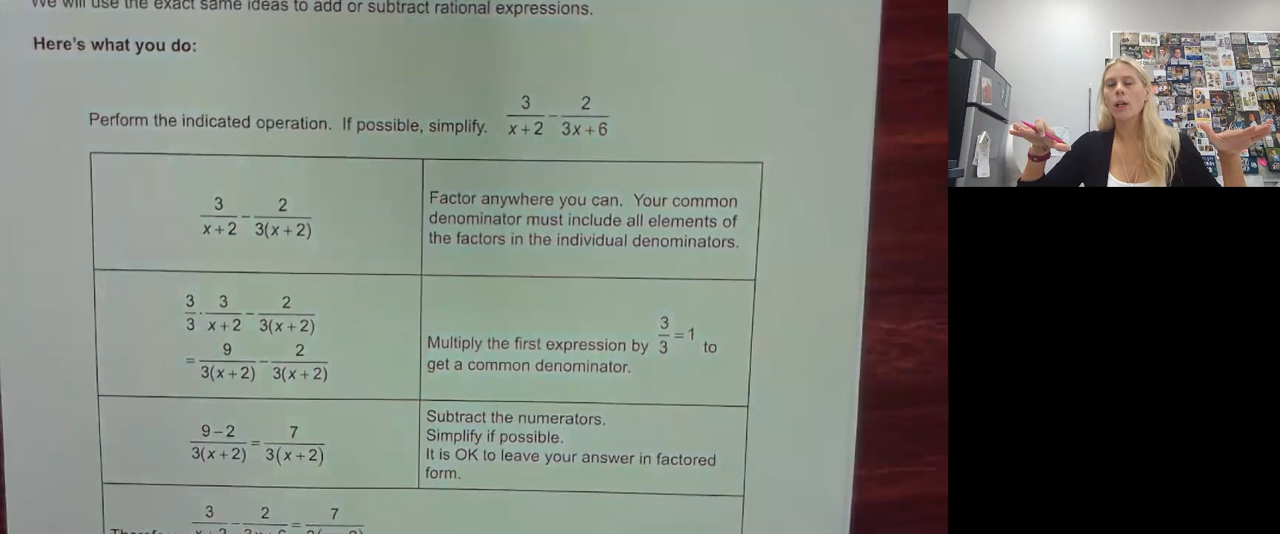 We will use the exact same ideas to add or subtract rational expressions.
Here's what you do:
Perform the indicated operation. If possible, simplify. 3/(x+2) − 2/(3x+6)
3/(x+2) − 2/(3(x+2))
Factor anywhere you can. Your common
denominator must include all elements of
the factors in the individual denominators.
3/3 · 3/(x+2) − 2/(3(x+2))
= 9/(3(x+2)) − 2/(3(x+2))
Multiply the first expression by 3/3 = 1 to
get a common denominator.
(9−2)/(3(x+2)) = 7/(3(x+2))
Subtract the numerators.
Simplify if possible.
It is OK to leave your answer in factored
form.
3 − 2 = 7